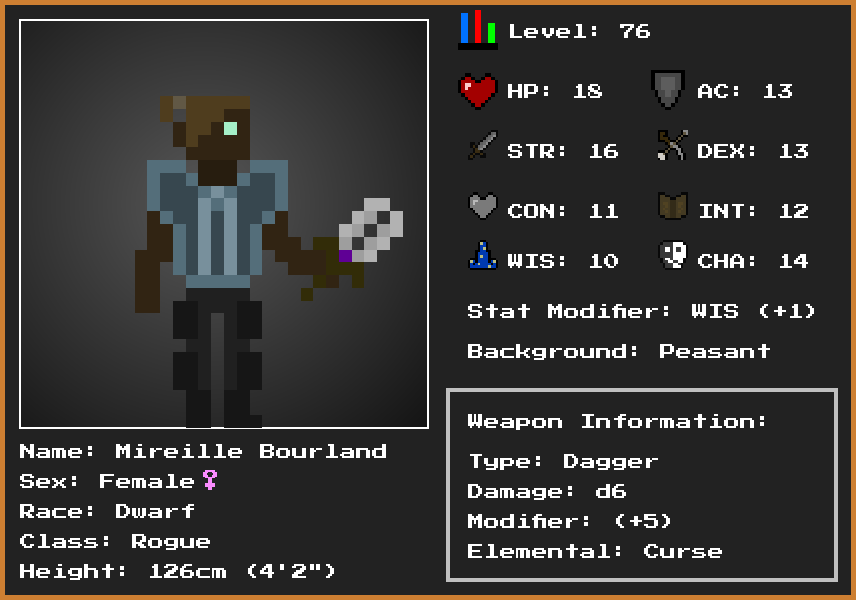 Level: 76
HP: 18
AC: 13
STR: 16
DEX: 13
CON: 11
INT: 12
WIS: 10
CHA: 14
Stat Modifier: WIS (+1)
Background: Peasant
Weapon Information:
Type: Dagger
Damage: d6
Modifier: (+5)
Elemental: Curse
Name: Mireille Bourland
Sex: Female♀
Race: Dwarf
Class: Rogue
Height: 126cm (4'2")